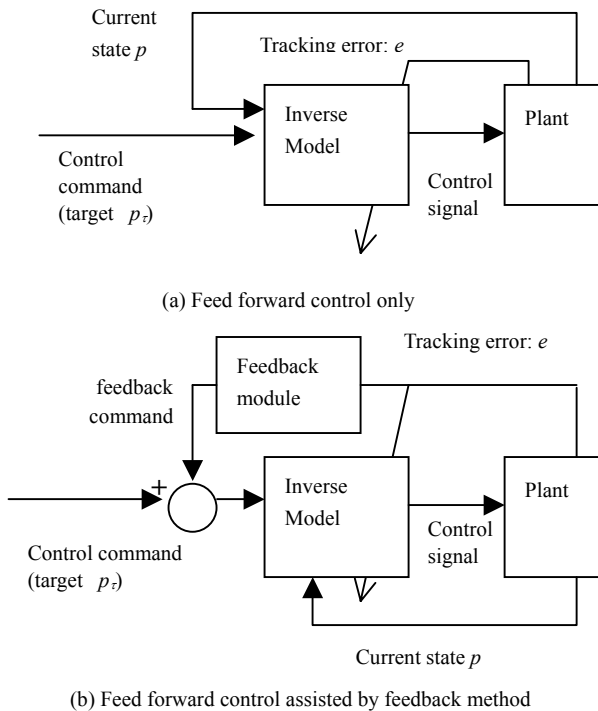 Current
state p
Tracking error: e
Inverse
Model
Plant
Control
command
(target pτ)
Control
signal
(a) Feed forward control only
Tracking error: e
Feedback
module
feedback
command
+
Inverse
Model
Plant
Control
signal
Control command
(target pτ)
Current state p
(b) Feed forward control assisted by feedback method